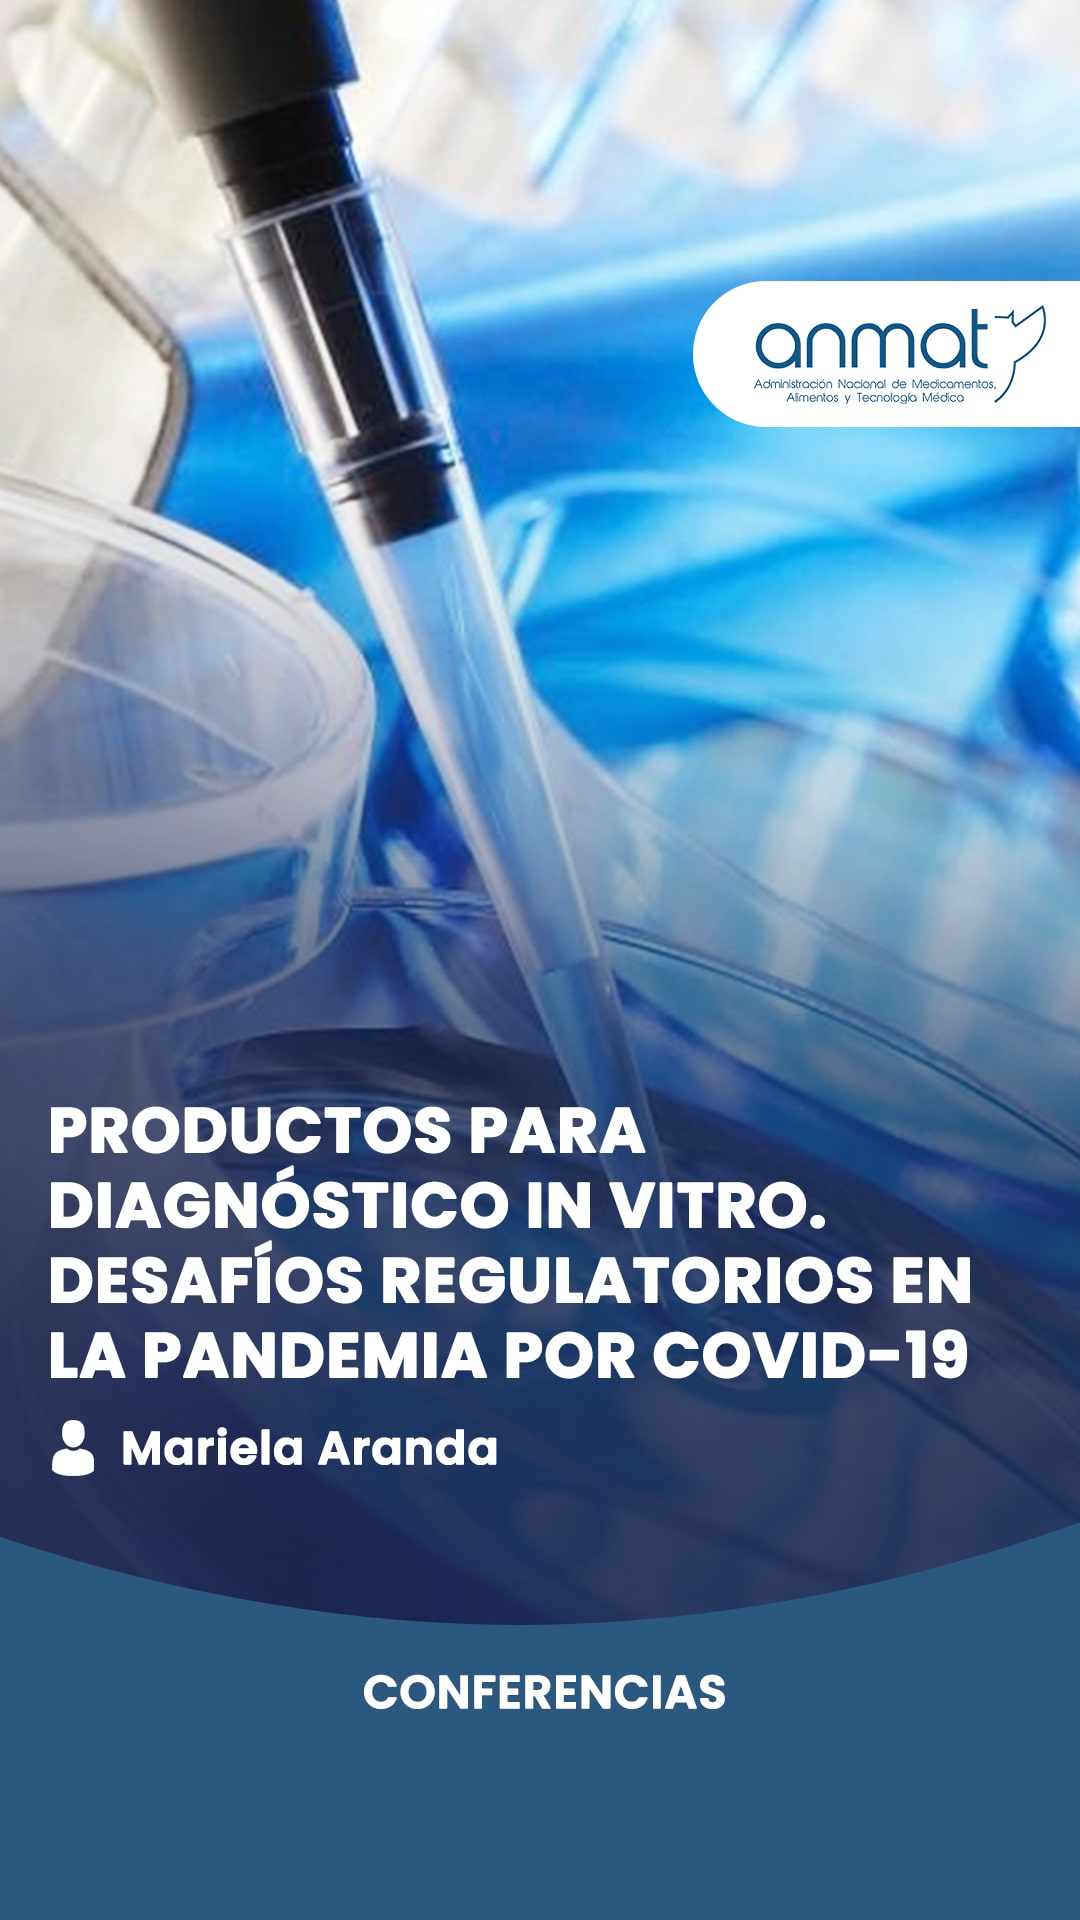 anmat
Administración Nacional de Medicamentos,
Alimentos y Tecnología Médica
PRODUCTOS PARA
DIAGNÓSTICO IN VITRO.
DESAFÍOS REGULATORIOS EN
LA PANDEMIA POR COVID-19
Mariela Aranda
CONFERENCIAS